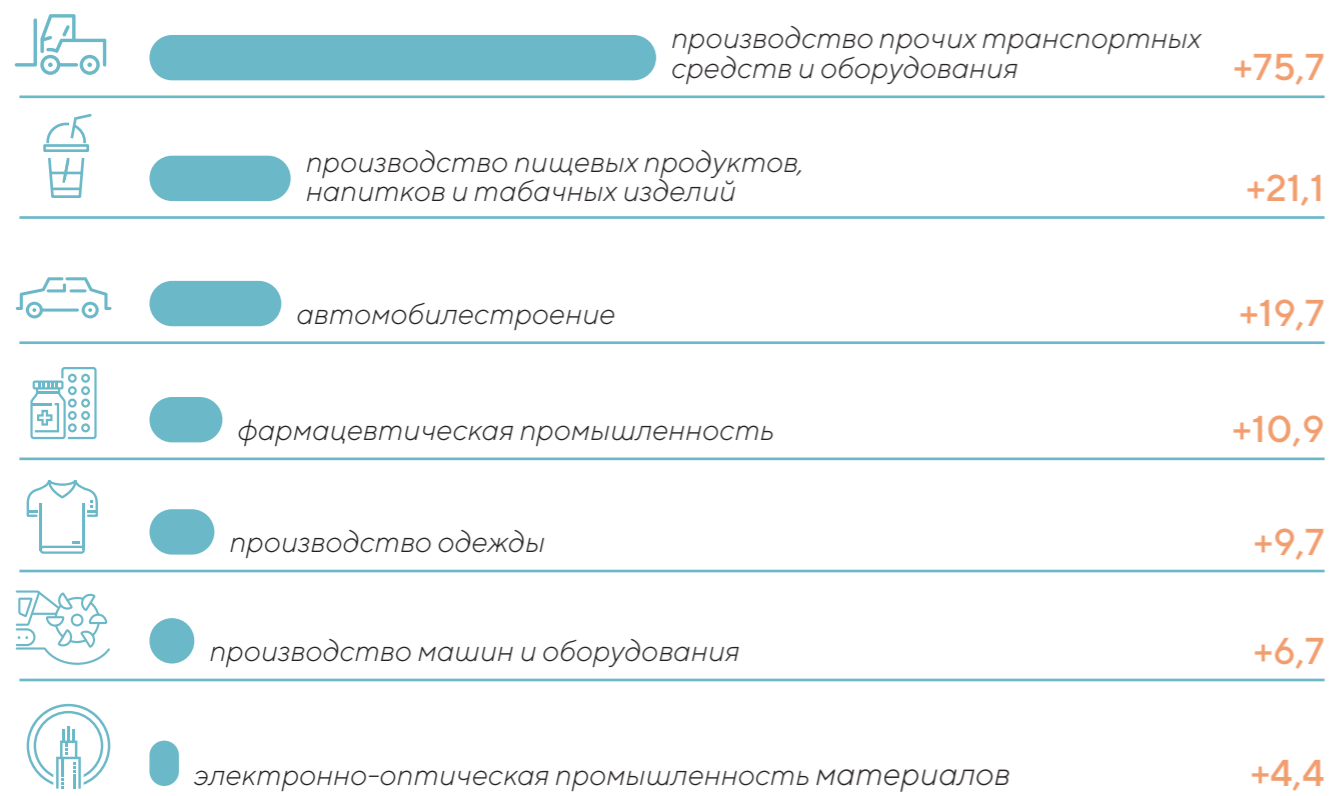 производство прочих транспортных
средств и оборудования
+75,7
производство пищевых продуктов,
напитков и табачных изделий
+21,1
автомобилестроение
+19,7
фармацевтическая промышленность
+10,9
производство одежды
+9,7
производство машин и оборудования
+6,7
электронно-оптическая промышленность материалов
+4,4